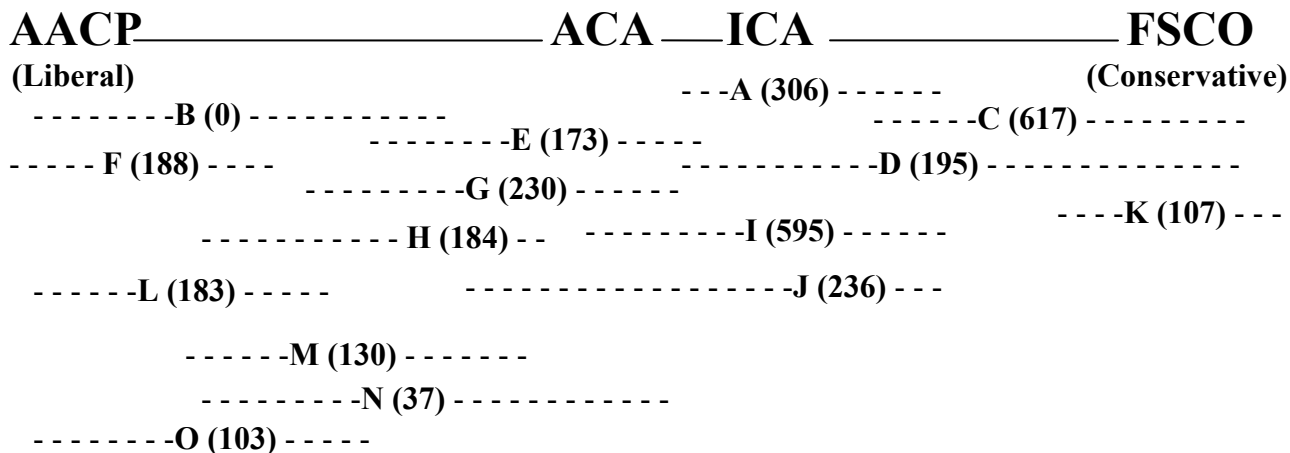 AACP ACA ICA FSCO
(Liberal) (Conservative)
A (306)
B (0) C (617)
E (173)
F (188) D (195)
G (230)
K (107)
H (184) I (595)
L (183) J (236)
M (130)
N (37)
O (103)